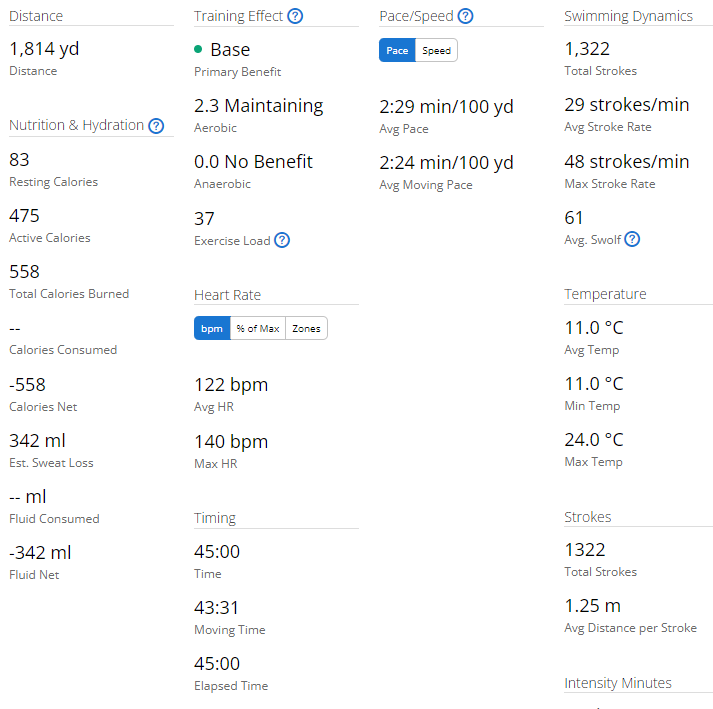 Distance
1,814 yd
Distance
Nutrition & Hydration ?
83
Resting Calories
475
Active Calories
558
Total Calories Burned
--
Calories Consumed
-558
Calories Net
342 ml
Est. Sweat Loss
-- ml
Fluid Consumed
-342 ml
Fluid Net
Training Effect ?
Base
Primary Benefit
2.3 Maintaining
Aerobic
0.0 No Benefit
Anaerobic
37
Exercise Load ?
Heart Rate
bpm % of Max Zones
122 bpm
Avg HR
140 bpm
Max HR
Timing
45:00
Time
43:31
Moving Time
45:00
Elapsed Time
Pace/Speed ?
Pace Speed
2:29 min/100 yd
Avg Pace
2:24 min/100 yd
Avg Moving Pace
Swimming Dynamics
1,322
Total Strokes
29 strokes/min
Avg Stroke Rate
48 strokes/min
Max Stroke Rate
61
Avg. Swolf ?
Temperature
11.0 °C
Avg Temp
11.0 °C
Min Temp
24.0 °C
Max Temp
Strokes
1322
Total Strokes
1.25 m
Avg Distance per Stroke
Intensity Minutes